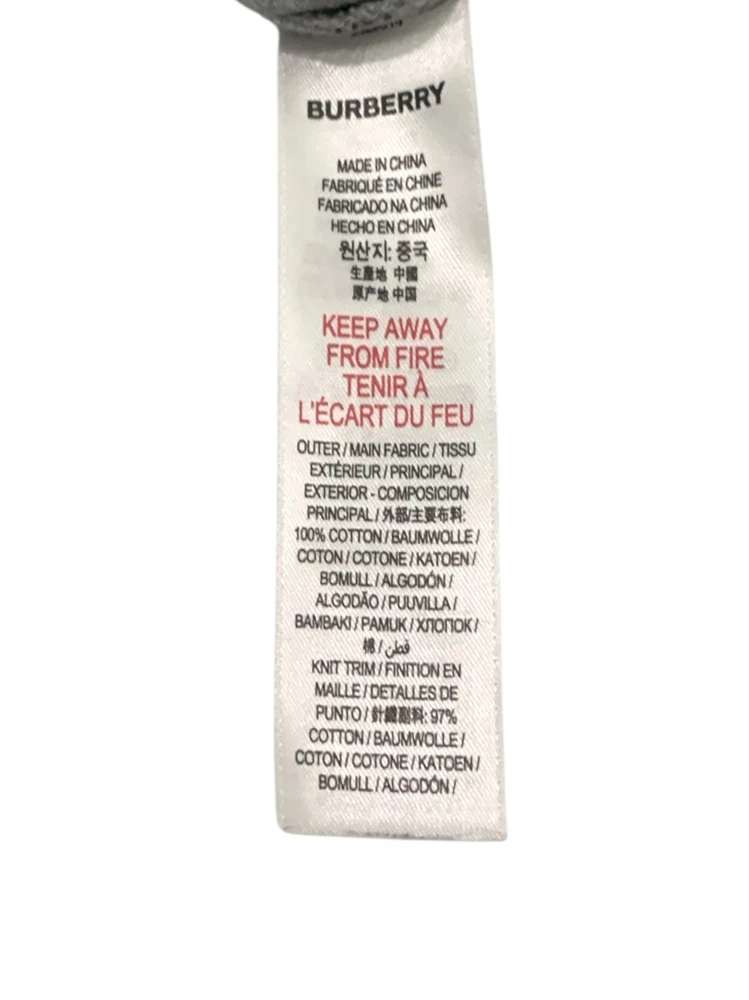 BURBERRY
MADE IN CHINA
FABRIQUÉ EN CHINE
FABRICADO NA CHINA
HECHO EN CHINA
원산지: 중국
生產地 中國
原产地 中国
KEEP AWAY
FROM FIRE
TENIR À
L'ÉCART DU FEU
OUTER / MAIN FABRIC / TISSU
EXTÉRIEUR / PRINCIPAL /
EXTERIOR - COMPOSICION
PRINCIPAL / 外部/主要布料:
100% COTTON / BAUMWOLLE /
COTON / COTONE / KATOEN /
BOMULL / ALGODÓN /
ALGODÃO / PUUVILLA /
BAMBAKI / PAMUK / ХЛОПОК /
棉 / قطن
KNIT TRIM / FINITION EN
MAILLE / DETALLES DE
PUNTO / 針織副料: 97%
COTTON / BAUMWOLLE /
COTON / COTONE / KATOEN /
BOMULL / ALGODÓN /